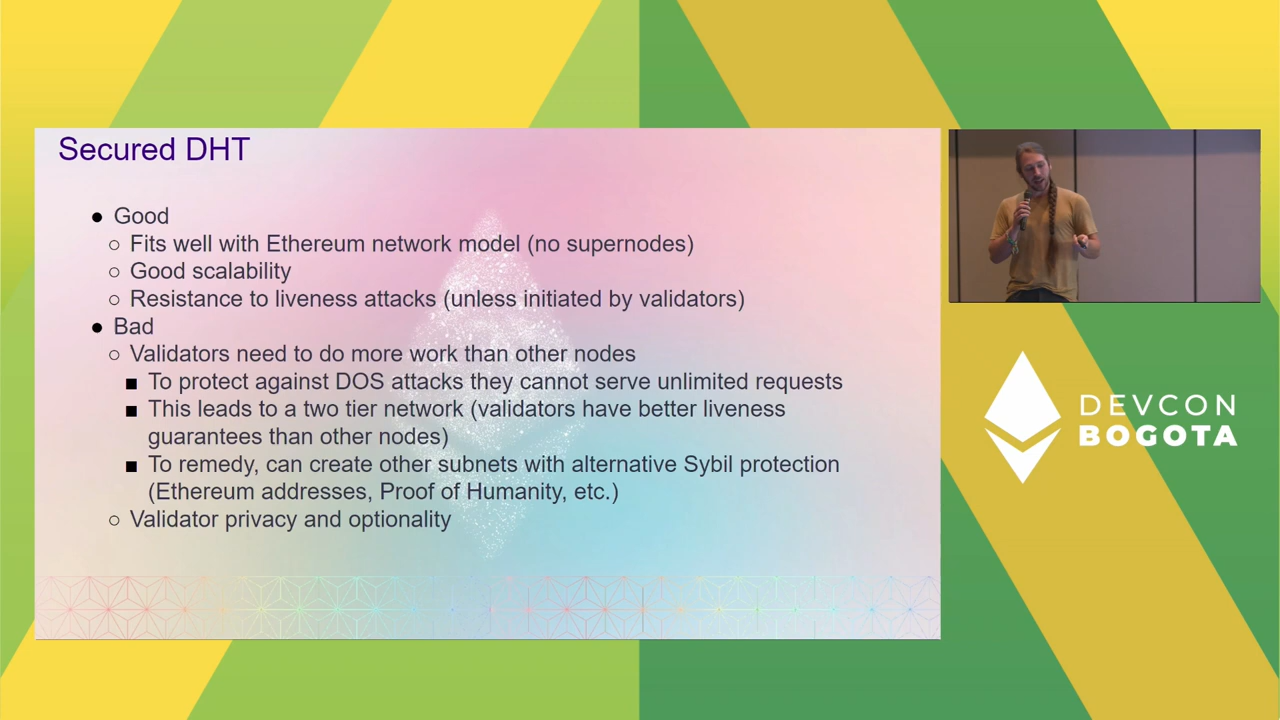 Secured DHT
● Good
○ Fits well with Ethereum network model (no supernodes)
○ Good scalability
○ Resistance to liveness attacks (unless initiated by validators)
● Bad
○ Validators need to do more work than other nodes
■ To protect against DOS attacks they cannot serve unlimited requests
■ This leads to a two tier network (validators have better liveness
guarantees than other nodes)
■ To remedy, can create other subnets with alternative Sybil protection
(Ethereum addresses, Proof of Humanity, etc.)
○ Validator privacy and optionality
DEVCON
BOGOTA